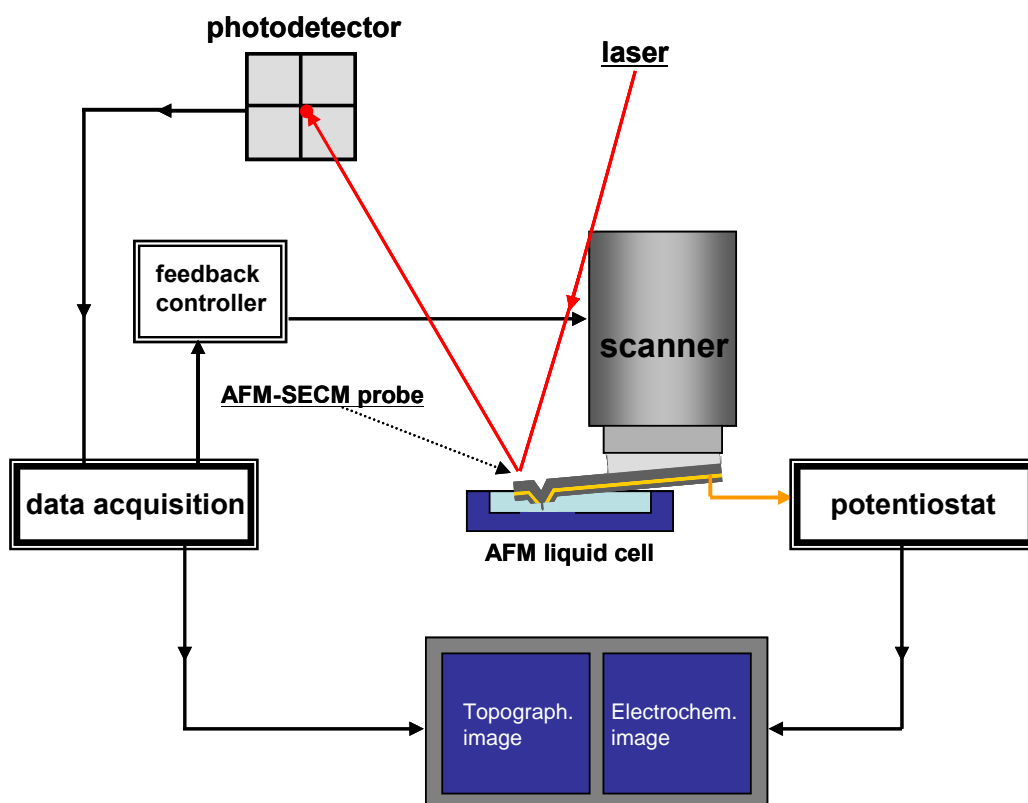 photodetector
laser
feedback
controller
scanner
AFM-SECM probe
data acquisition
potentiostat
AFM liquid cell
Topograph.
image
Electrochem.
image